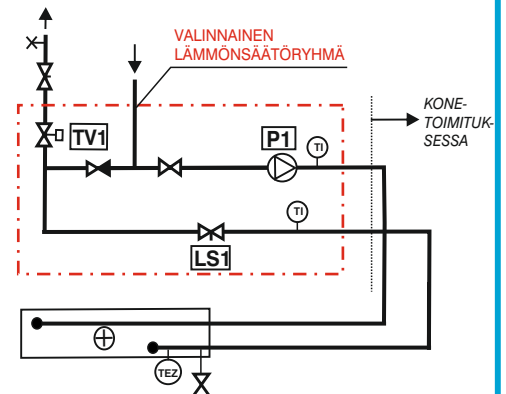 VALINNAINEN
LÄMMÖNSÄÄTÖRYHMÄ
KONE-
TOIMITUK-
SESSA
TV1
P1
TI
TI
LS1
TEZ